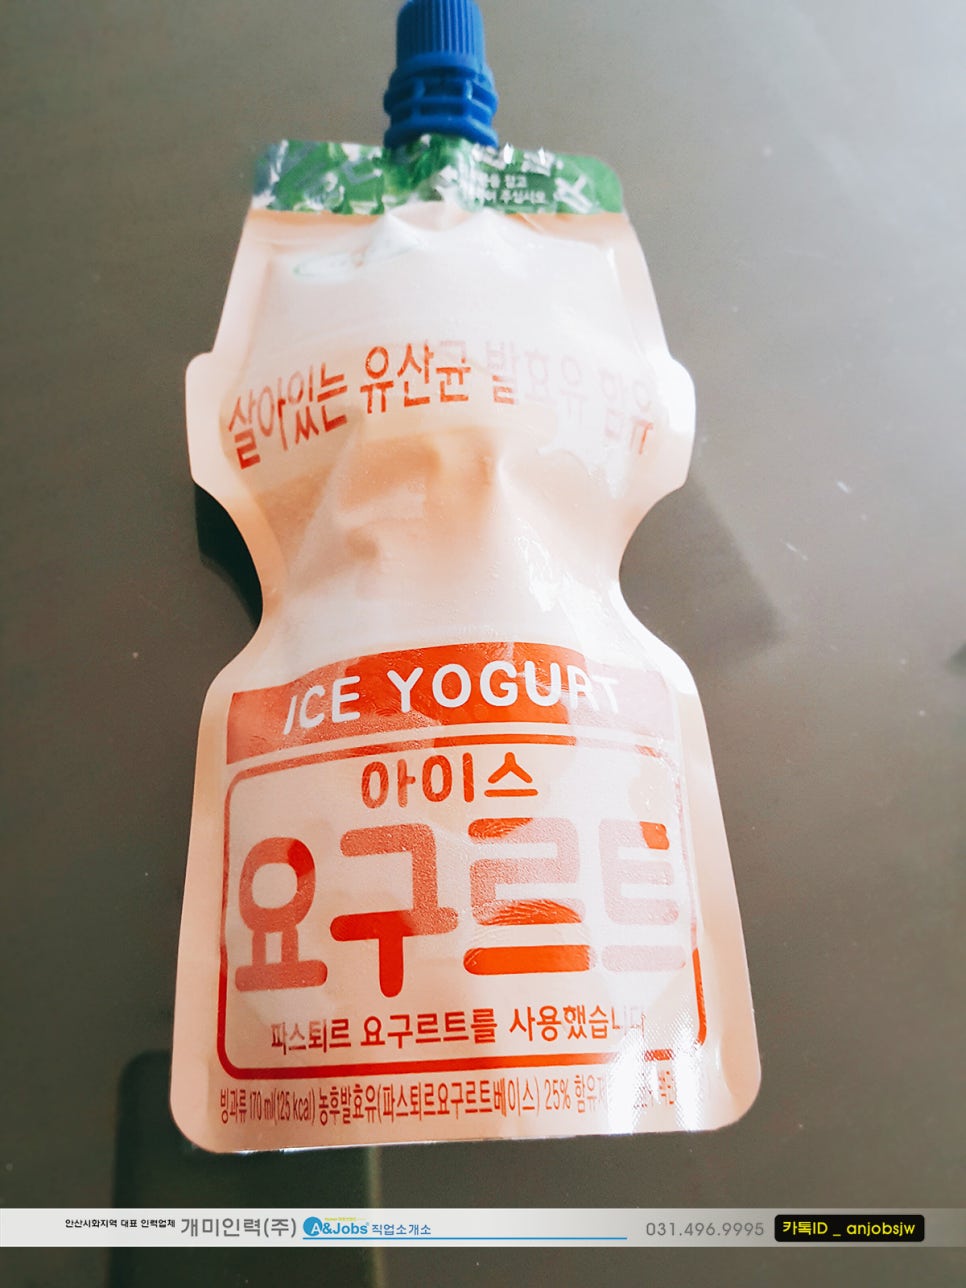 살아있는 유산균 발효유 함유
ICE YOGURT
아이스
요구르트
파스퇴르 요구르트를 사용했습니다
빙과류 170 ml(125 kcal) 농후발효유(파스퇴르요구르트베이스) 25% 함유
안산시화지역 대표 인력업체 개미인력(주) A&Jobs 직업소개소 031.496.9995 카톡ID _ anjobsjw